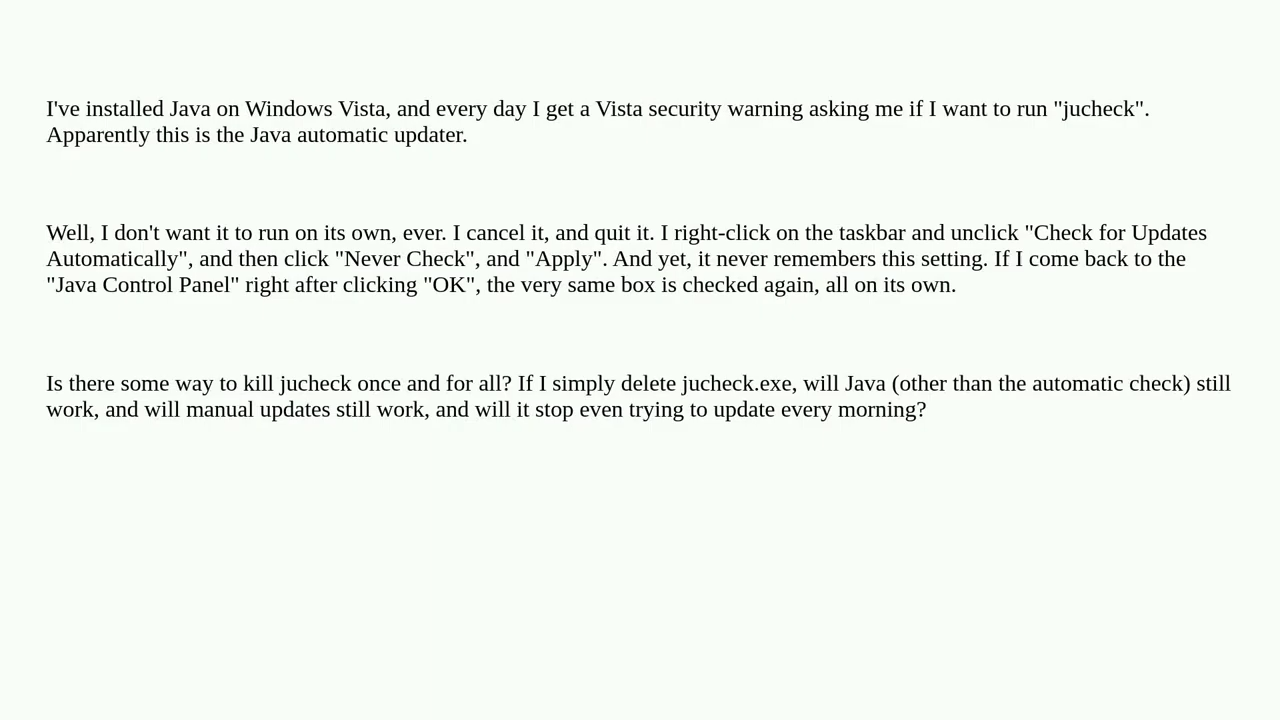 I've installed Java on Windows Vista, and every day I get a Vista security warning asking me if I want to run "jucheck".
Apparently this is the Java automatic updater.
Well, I don't want it to run on its own, ever. I cancel it, and quit it. I right-click on the taskbar and unclick "Check for Updates
Automatically", and then click "Never Check", and "Apply". And yet, it never remembers this setting. If I come back to the
"Java Control Panel" right after clicking "OK", the very same box is checked again, all on its own.
Is there some way to kill jucheck once and for all? If I simply delete jucheck.exe, will Java (other than the automatic check) still
work, and will manual updates still work, and will it stop even trying to update every morning?